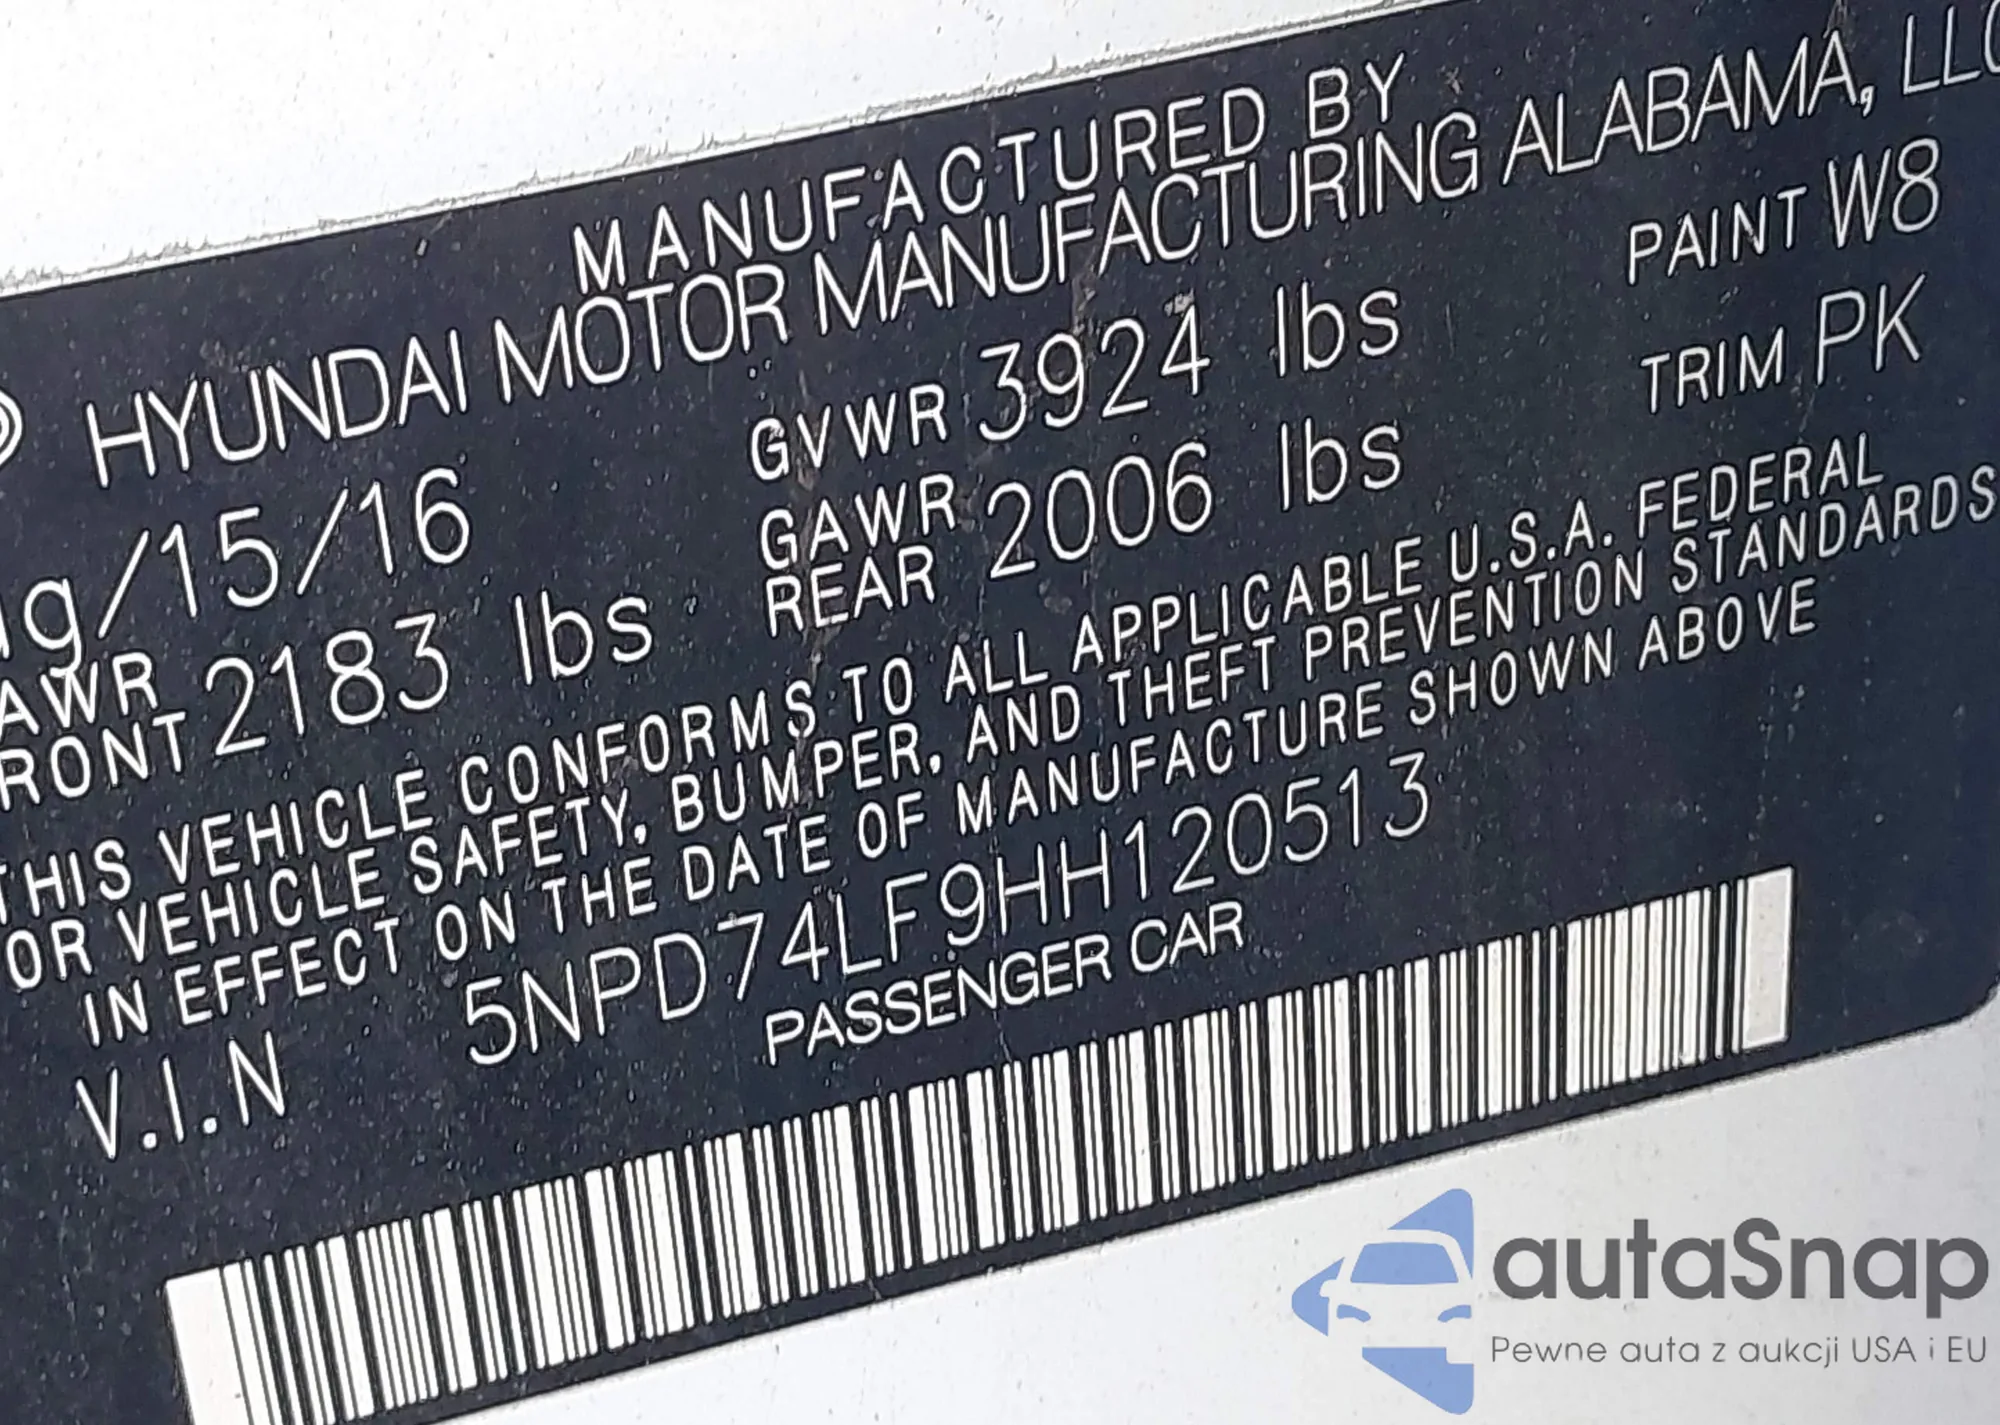 MANUFACTURED BY
HYUNDAI MOTOR MANUFACTURING ALABAMA, LLC
ug/15/16 GVWR 3924 lbs PAINT W8
GAWR 2006 lbs TRIM PK
REAR
AWR 2183 lbs
RONT
THIS VEHICLE CONFORMS TO ALL APPLICABLE U.S.A. FEDERAL
OR VEHICLE SAFETY, BUMPER, AND THEFT PREVENTION STANDARDS
IN EFFECT ON THE DATE OF MANUFACTURE SHOWN ABOVE
V.I.N 5NPD74LF9HH120513
PASSENGER CAR
autaSnap
Pewne auta z aukcji USA i EU